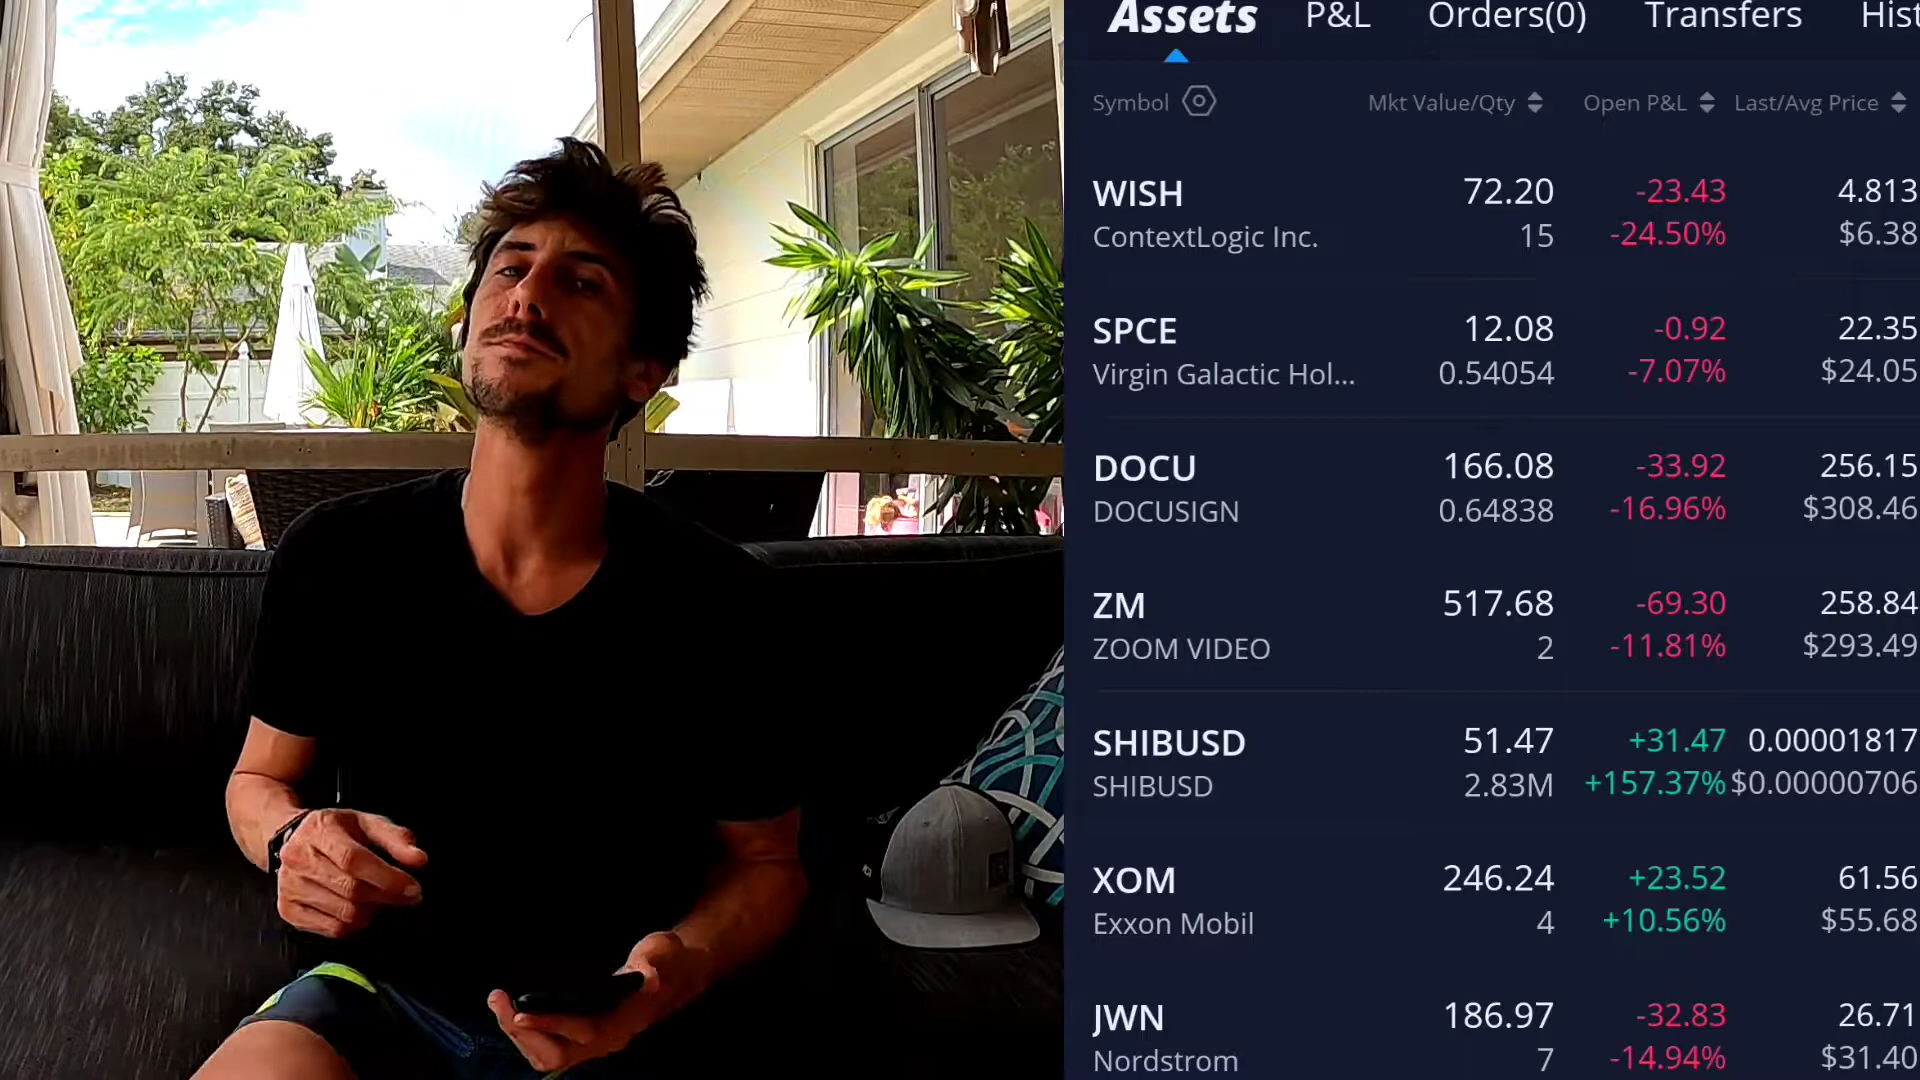 Assets P&L Orders(0) Transfers Hist
Symbol Mkt Value/Qty Open P&L Last/Avg Price
WISH 72.20 -23.43 4.813
ContextLogic Inc. 15 -24.50% $6.38
SPCE 12.08 -0.92 22.35
Virgin Galactic Hol... 0.54054 -7.07% $24.05
DOCU 166.08 -33.92 256.15
DOCUSIGN 0.64838 -16.96% $308.46
ZM 517.68 -69.30 258.84
ZOOM VIDEO 2 -11.81% $293.49
SHIBUSD 51.47 +31.47 0.00001817
SHIBUSD 2.83M +157.37% $0.00000706
XOM 246.24 +23.52 61.56
Exxon Mobil 4 +10.56% $55.68
JWN 186.97 -32.83 26.71
Nordstrom 7 -14.94% $31.40